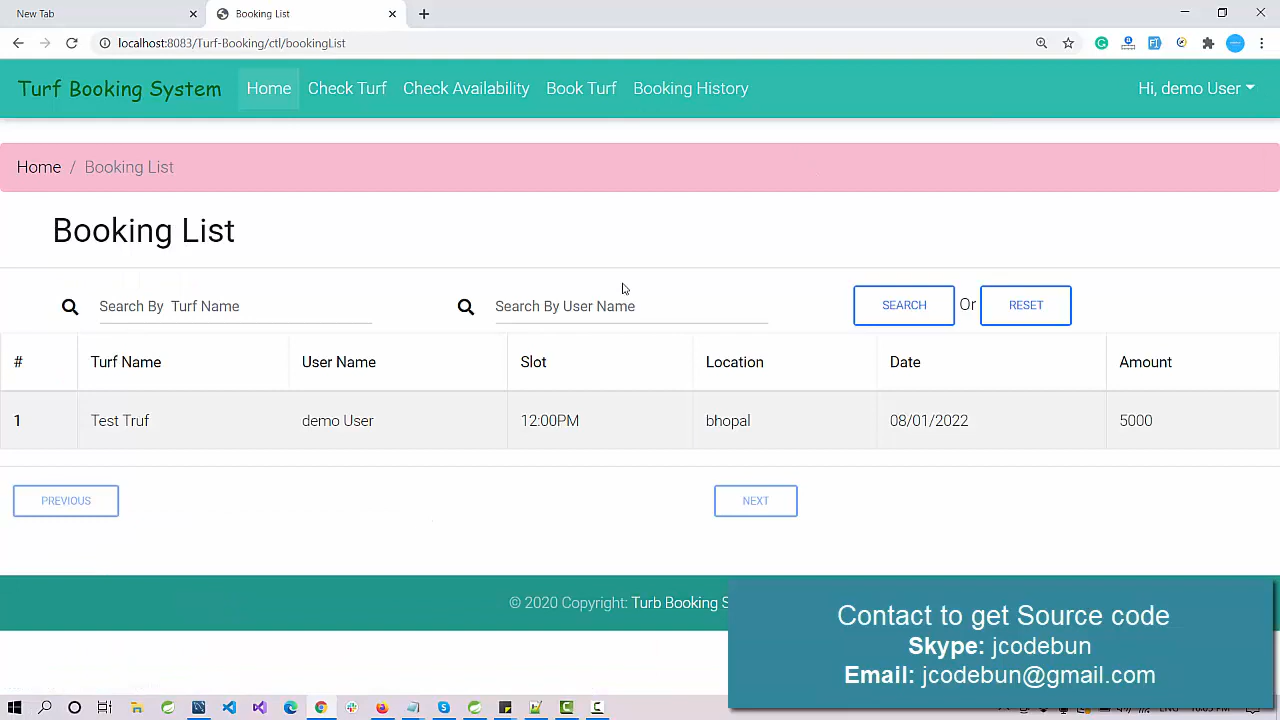 New Tab
Booking List
localhost:8083/Turf-Booking/ctl/bookingList
Turf Booking System Home Check Turf Check Availability Book Turf Booking History Hi, demo User
Home / Booking List
Booking List
Search By Turf Name Search By User Name SEARCH Or RESET
# Turf Name User Name Slot Location Date Amount
1 Test Truf demo User 12:00PM bhopal 08/01/2022 5000
PREVIOUS NEXT
© 2020 Copyright: Turb Booking S
Contact to get Source code
Skype: jcodebun
Email: jcodebun@gmail.com